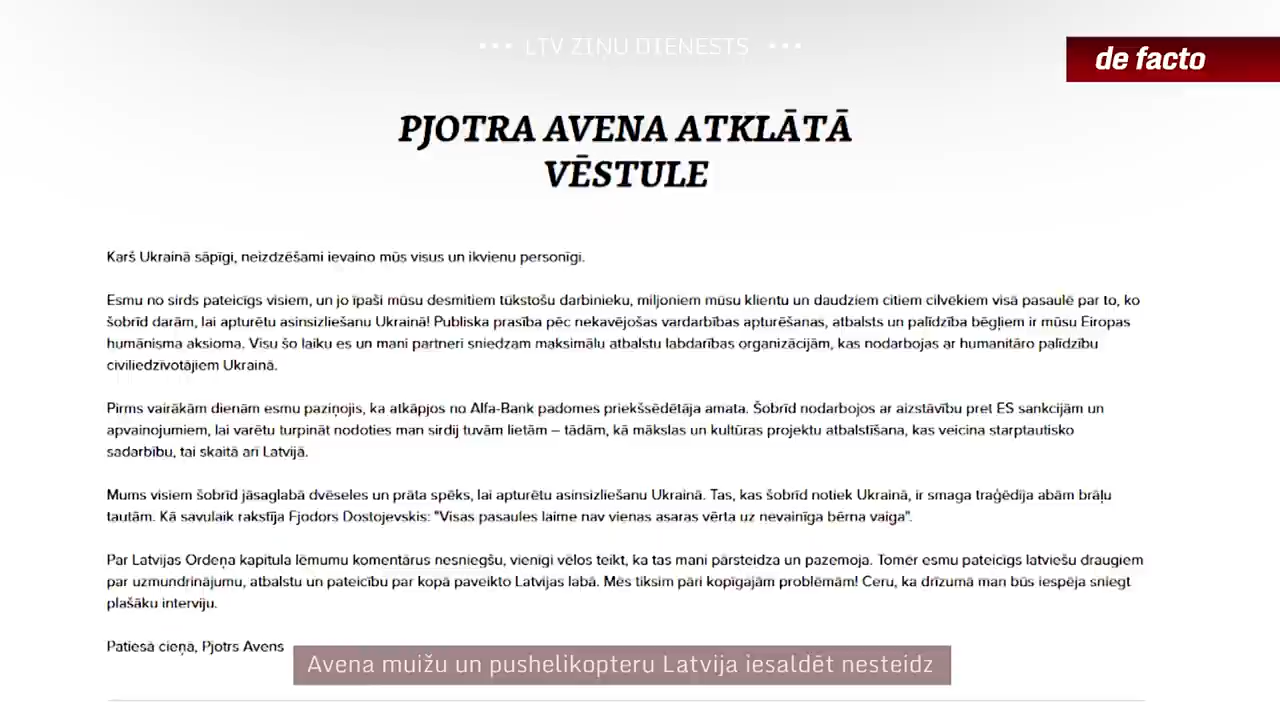 ••• LTV ZIŅU DIENESTS •••
de facto
PJOTRA AVENA ATKLĀTĀ
VĒSTULE
Karš Ukrainā sāpīgi, neizdzēšami ievaino mūs visus un ikvienu personīgi.
Esmu no sirds pateicīgs visiem, un jo īpaši mūsu desmitiem tūkstošu darbinieku, miljoniem mūsu klientu un daudziem citiem cilvēkiem visā pasaulē par to, ko
šobrīd darām, lai apturētu asinsizliešanu Ukrainā! Publiska prasība pēc nekavējošas vardarbības apturēšanas, atbalsts un palīdzība bēgļiem ir mūsu Eiropas
humānisma aksioma. Visu šo laiku es un mani partneri sniedzam maksimālu atbalstu labdarības organizācijām, kas nodarbojas ar humanitāro palīdzību
civiliedzīvotājiem Ukrainā.
Pirms vairākām dienām esmu paziņojis, ka atkāpjos no Alfa-Bank padomes priekšsēdētāja amata. Šobrīd nodarbojos ar aizstāvību pret ES sankcijām un
apvainojumiem, lai varētu turpināt nodoties man sirdij tuvām lietām – tādām, kā mākslas un kultūras projektu atbalstīšana, kas veicina starptautisko
sadarbību, tai skaitā arī Latvijā.
Mums visiem šobrīd jāsaglabā dvēseles un prāta spēks, lai apturētu asinsizliešanu Ukrainā. Tas, kas šobrīd notiek Ukrainā, ir smaga traģēdija abām brāļu
tautām. Kā savulaik rakstīja Fjodors Dostojevskis: "Visas pasaules laime nav vienas asaras vērta uz nevainīga bērna vaiga".
Par Latvijas Ordeņa kapitula lēmumu komentārus nesniegšu, vienīgi vēlos teikt, ka tas mani pārsteidza un pazemoja. Tomēr esmu pateicīgs latviešu draugiem
par uzmundrinājumu, atbalstu un pateicību par kopā paveikto Latvijas labā. Mēs tiksim pāri kopīgajām problēmām! Ceru, ka drīzumā man būs iespēja sniegt
plašāku interviju.
Patiesā cieņā, Pjotrs Avens
Avena muižu un pushelikopteru Latvija iesaldēt nesteidz